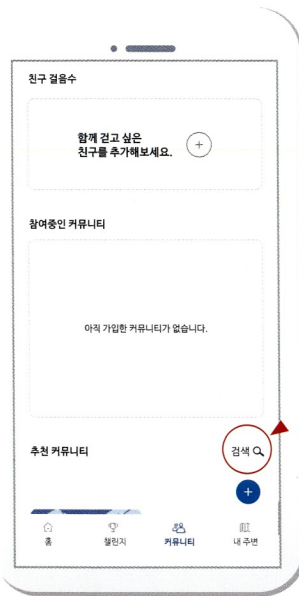 친구 걸음수
함께 걷고 싶은
친구를 추가해보세요.
참여중인 커뮤니티
아직 가입한 커뮤니티가 없습니다.
추천 커뮤니티
검색
홈
챌린지
커뮤니티
내 주변